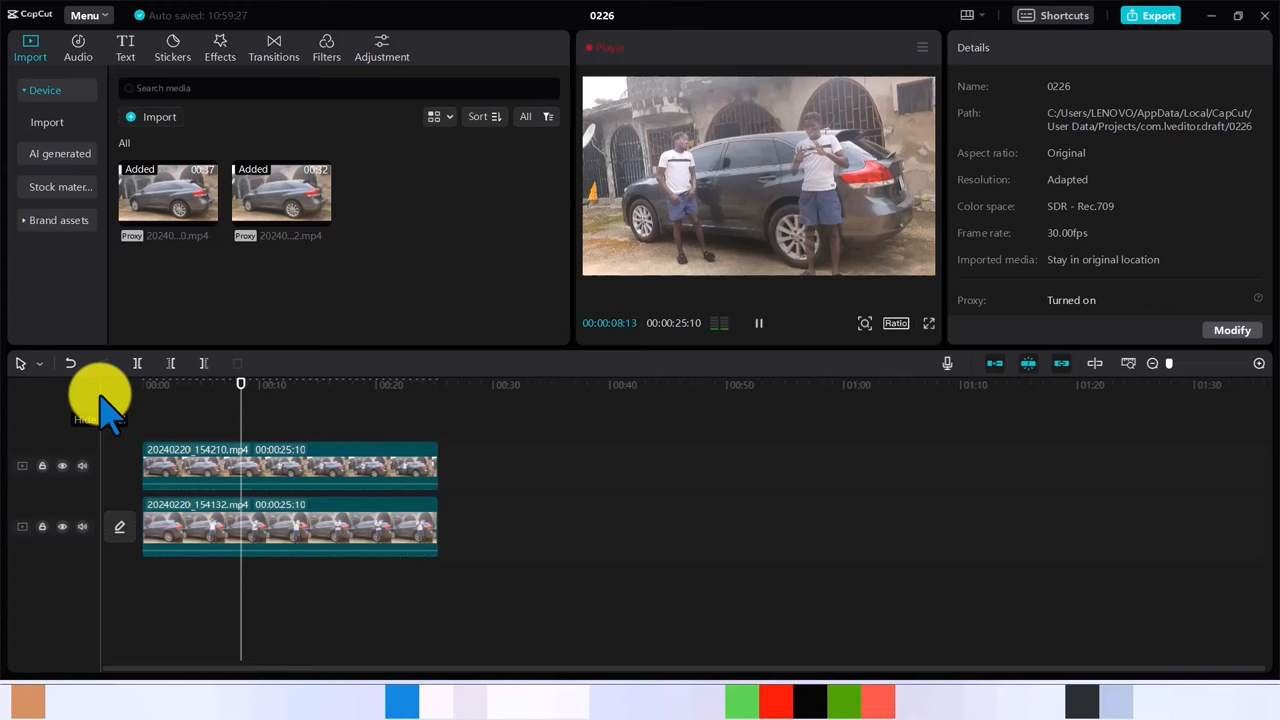 CapCut
Menu
Auto saved: 10:59:27
0226
Shortcuts
Export
Import
Audio
Text
Stickers
Effects
Transitions
Filters
Adjustment
Device
Import
AI generated
Stock mater...
Brand assets
Search media
Import
Sort
All
All
Added 00:37
Added 00:32
Proxy 20240...0.mp4
Proxy 20240...2.mp4
Player
00:00:08:13 00:00:25:10
Ratio
Details
Name: 0226
Path: C:/Users/LENOVO/AppData/Local/CapCut/
User Data/Projects/com.lveditor.draft/0226
Aspect ratio: Original
Resolution: Adapted
Color space: SDR - Rec.709
Frame rate: 30.00fps
Imported media: Stay in original location
Proxy: Turned on
Modify
00:00 00:10 00:20 00:30 00:40 00:50 01:00 01:10 01:20 01:30
Hide
20240220_154210.mp4 00:00:25:10
20240220_154132.mp4 00:00:25:10